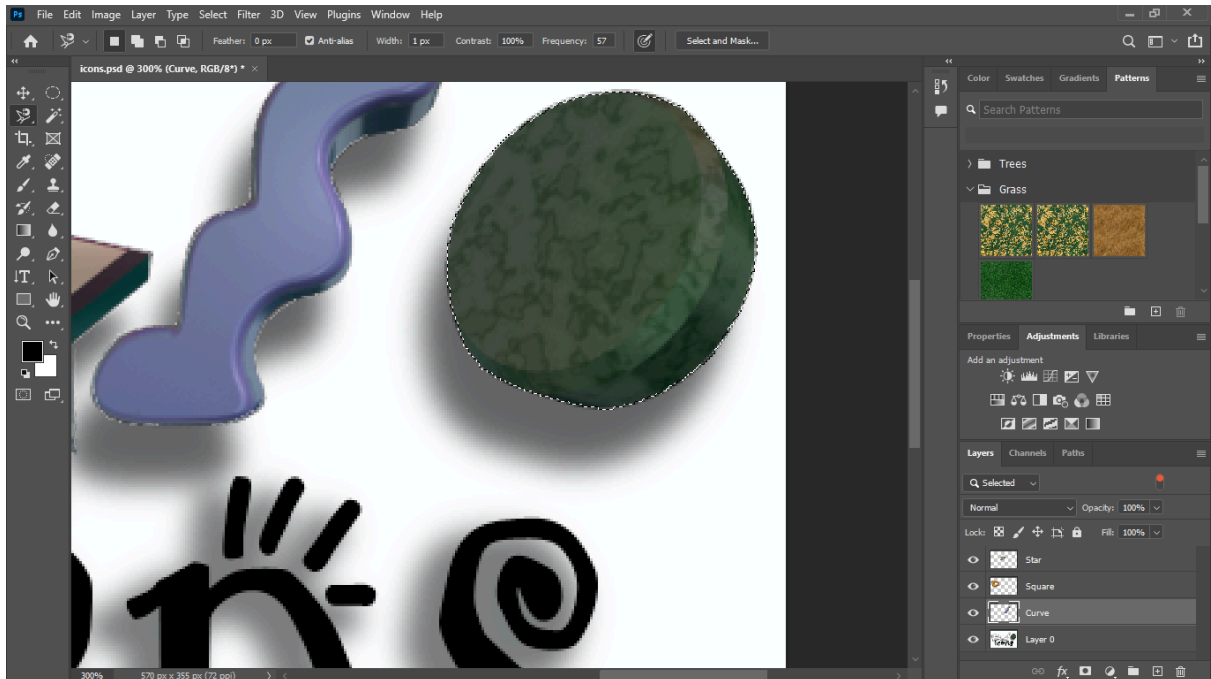 Ps File Edit Image Layer Type Select Filter 3D View Plugins Window Help
Feather: 0 px Anti-alias Width: 1 px Contrast: 100% Frequency: 57 Select and Mask...
icons.psd @ 300% (Curve, RGB/8*) *
Color Swatches Gradients Patterns
Search Patterns
Trees
Grass
Properties Adjustments Libraries
Add an adjustment
Layers Channels Paths
Selected
Normal Opacity: 100%
Lock: Fill: 100%
Star
Square
Curve
Layer 0
300% 570 px x 355 px (72 ppi)